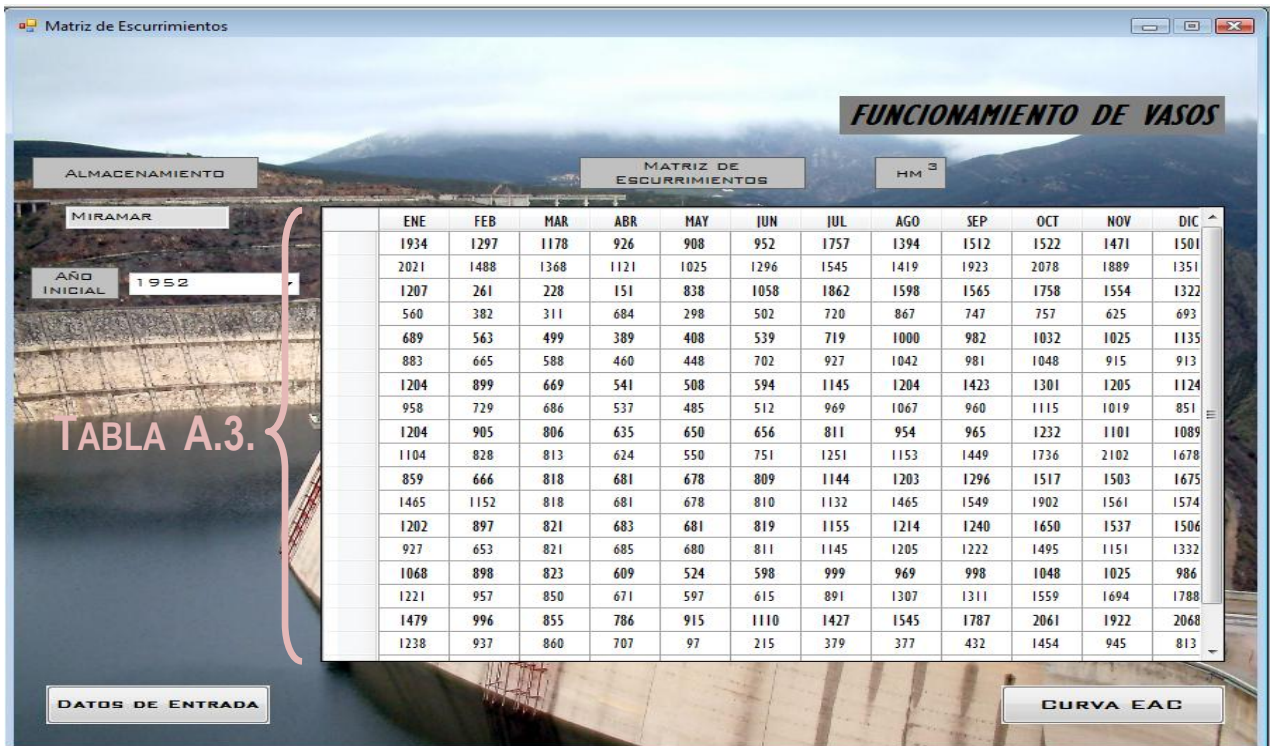 Matriz de Escurrimientos
FUNCIONAMIENTO DE VASOS
ALMACENAMIENTO
MATRIZ DE
ESCURRIMIENTOS
HM 3
MIRAMAR
AÑO
INICIAL
1952
TABLA A.3.
ENE FEB MAR ABR MAY JUN JUL AGO SEP OCT NOV DIC
1934 1297 1178 926 908 952 1757 1394 1512 1522 1471 1501
2021 1488 1368 1121 1025 1296 1545 1419 1923 2078 1889 1351
1207 261 228 151 838 1058 1862 1598 1565 1758 1554 1322
560 382 311 684 298 502 720 867 747 757 625 693
689 563 499 389 408 539 719 1000 982 1032 1025 1135
883 665 588 460 448 702 927 1042 981 1048 915 913
1204 899 669 541 508 594 1145 1204 1423 1301 1205 1124
958 729 686 537 485 512 969 1067 960 1115 1019 851
1204 905 806 635 650 656 811 954 965 1232 1101 1089
1104 828 813 624 550 751 1251 1153 1449 1736 2102 1678
859 666 818 681 678 809 1144 1203 1296 1517 1503 1675
1465 1152 818 681 678 810 1132 1465 1549 1902 1561 1574
1202 897 821 683 681 819 1155 1214 1240 1650 1537 1506
927 653 821 685 680 811 1145 1205 1222 1495 1151 1332
1068 898 823 609 524 598 999 969 998 1048 1025 986
1221 957 850 671 597 615 891 1307 1311 1559 1694 1788
1479 996 855 786 915 1110 1427 1545 1787 2061 1922 2068
1238 937 860 707 97 215 379 377 432 1454 945 813
DATOS DE ENTRADA
CURVA EAC